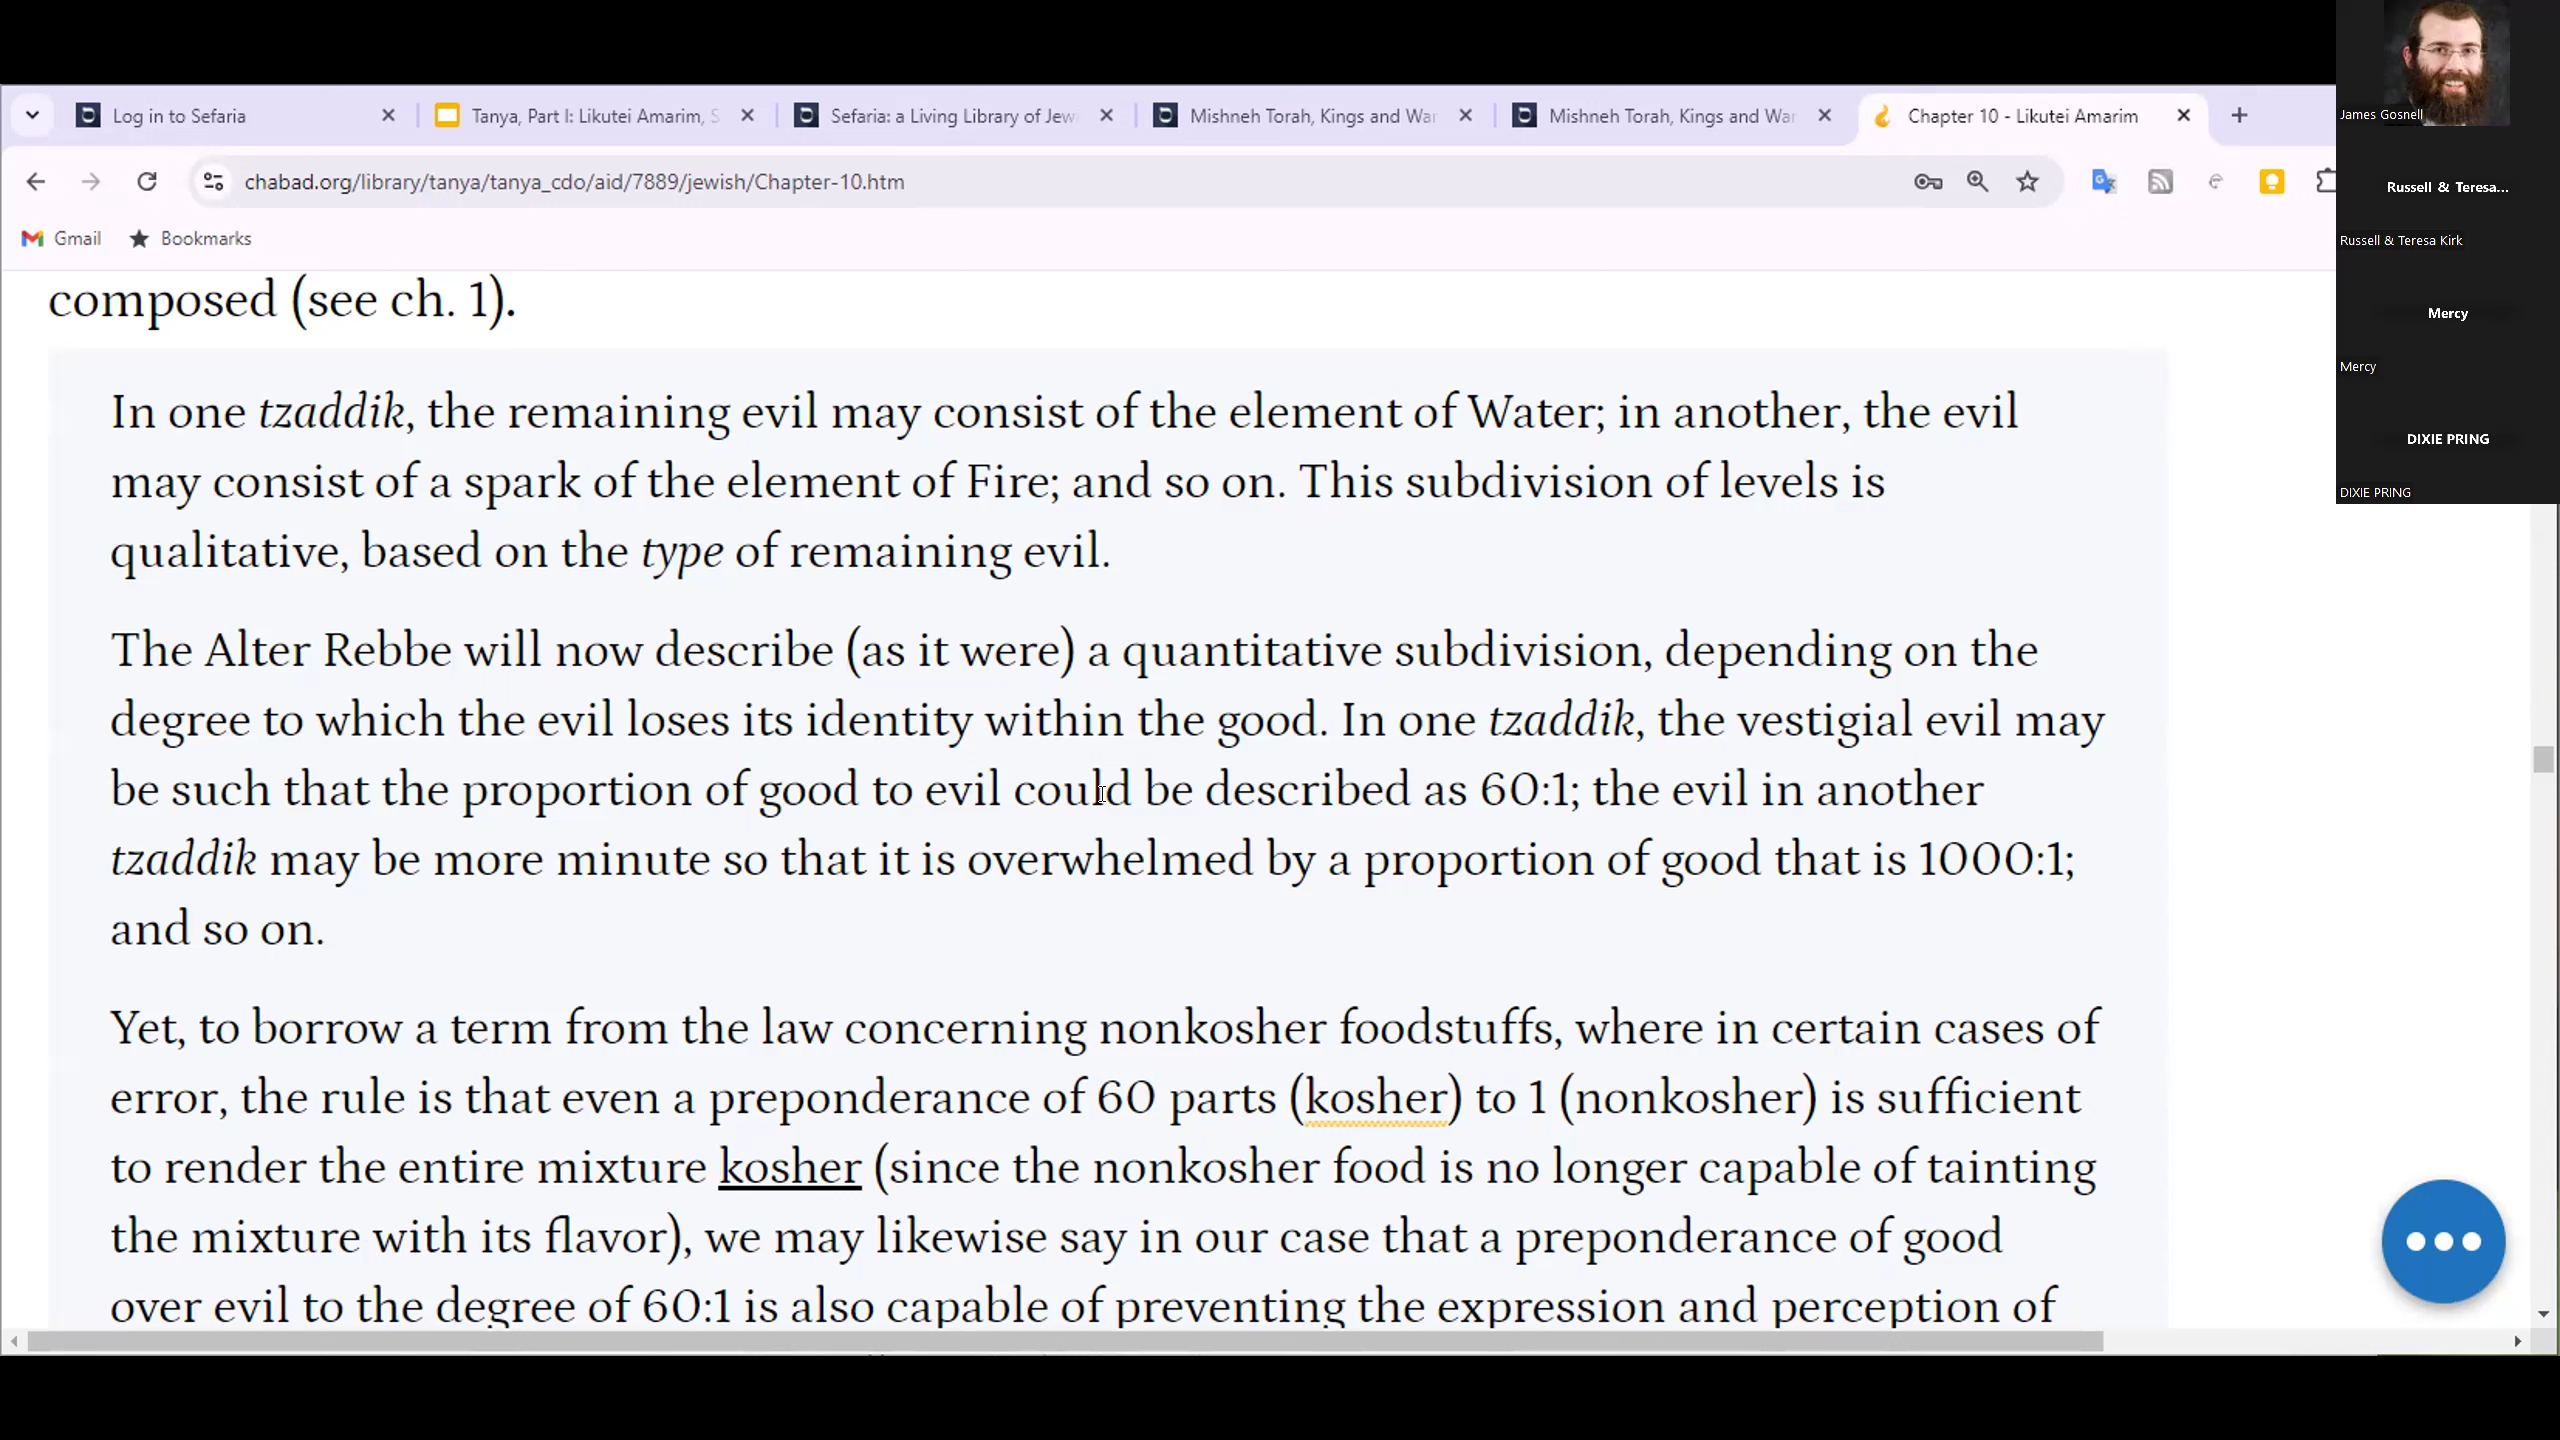 James Gosnell
Log in to Sefaria
Tanya, Part I: Likutei Amarim, S
Sefaria: a Living Library of Jew
Mishneh Torah, Kings and War
Mishneh Torah, Kings and War
Chapter 10 - Likutei Amarim
chabad.org/library/tanya/tanya_cdo/aid/7889/jewish/Chapter-10.htm
Russell & Teresa...
Gmail
Bookmarks
Russell & Teresa Kirk
Mercy
Mercy
DIXIE PRING
DIXIE PRING
composed (see ch. 1).
In one tzaddik, the remaining evil may consist of the element of Water; in another, the evil
may consist of a spark of the element of Fire; and so on. This subdivision of levels is
qualitative, based on the type of remaining evil.
The Alter Rebbe will now describe (as it were) a quantitative subdivision, depending on the
degree to which the evil loses its identity within the good. In one tzaddik, the vestigial evil may
be such that the proportion of good to evil could be described as 60:1; the evil in another
tzaddik may be more minute so that it is overwhelmed by a proportion of good that is 1000:1;
and so on.
Yet, to borrow a term from the law concerning nonkosher foodstuffs, where in certain cases of
error, the rule is that even a preponderance of 60 parts (kosher) to 1 (nonkosher) is sufficient
to render the entire mixture kosher (since the nonkosher food is no longer capable of tainting
the mixture with its flavor), we may likewise say in our case that a preponderance of good
over evil to the degree of 60:1 is also capable of preventing the expression and perception of